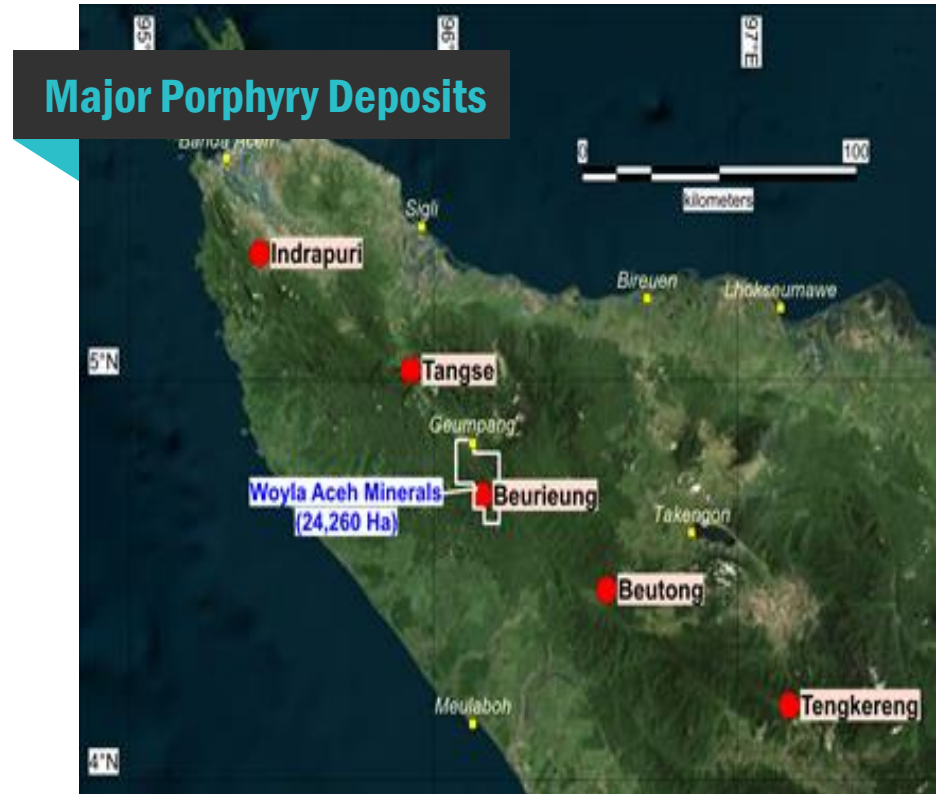 95°
96°
97°E
Major Porphyry Deposits
Banda Aceh
0
100
kilometers
Sigli
Indrapuri
Bireuen
Lhokseumawe
5°N
Tangse
Geumpang
Woyla Aceh Minerals
(24,260 Ha)
Beurieung
Takengon
Beutong
Meulaboh
Tengkereng
4°N